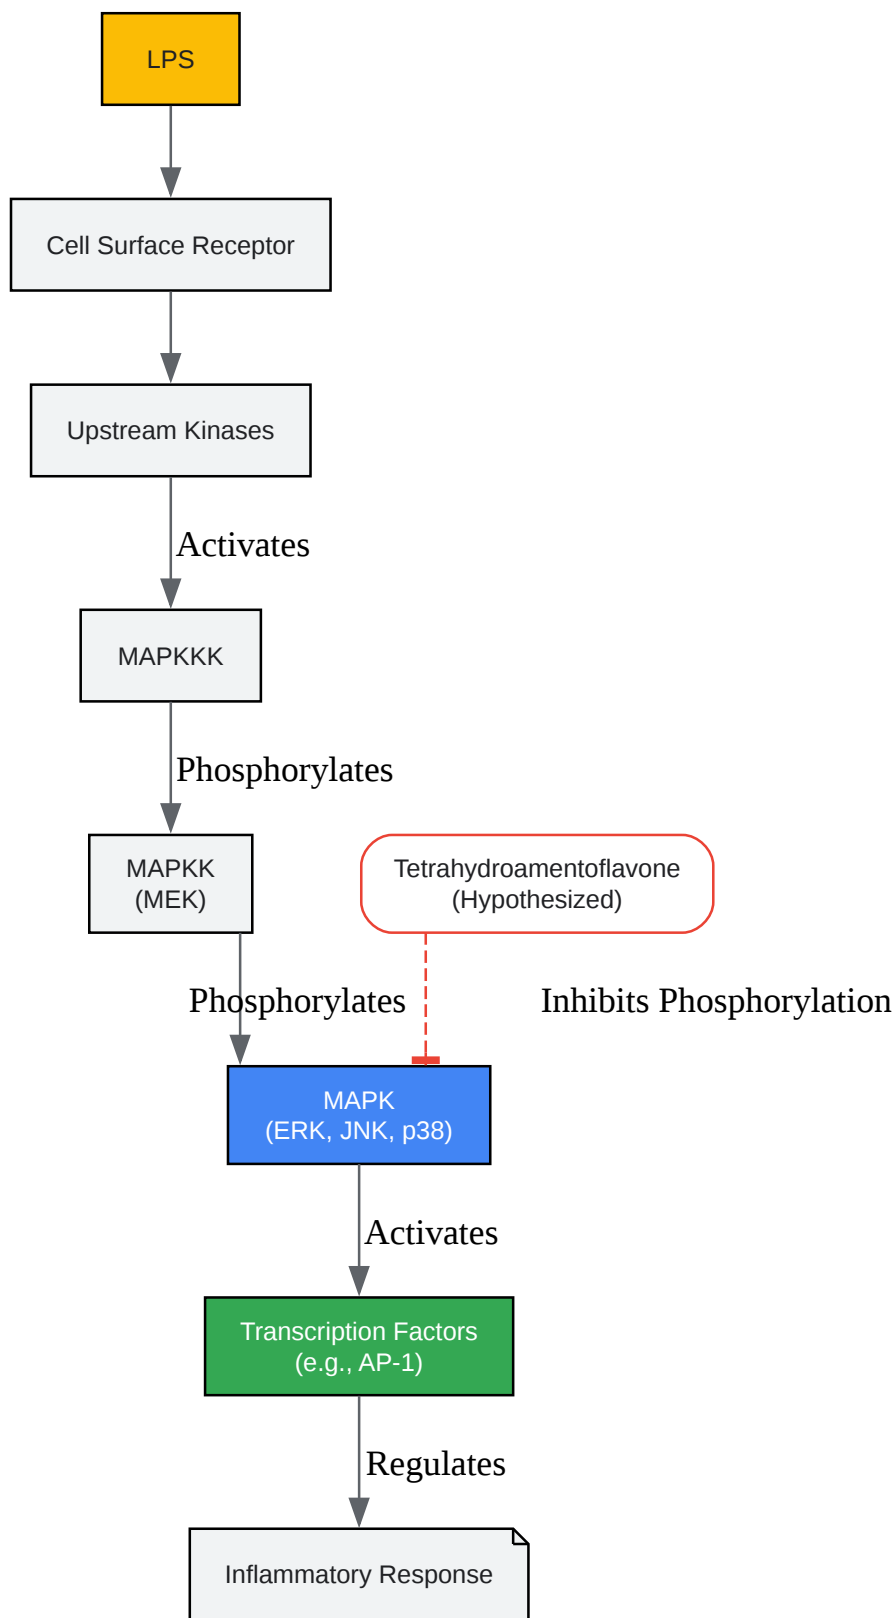 LPS
Cell Surface Receptor
Upstream Kinases
Activates
MAPKKK
Phosphorylates
MAPKK
(MEK)
Tetrahydroamentoflavone
(Hypothesized)
Phosphorylates
Inhibits Phosphorylation
MAPK
(ERK, JNK, p38)
Activates
Transcription Factors
(e.g., AP-1)
Regulates
Inflammatory Response